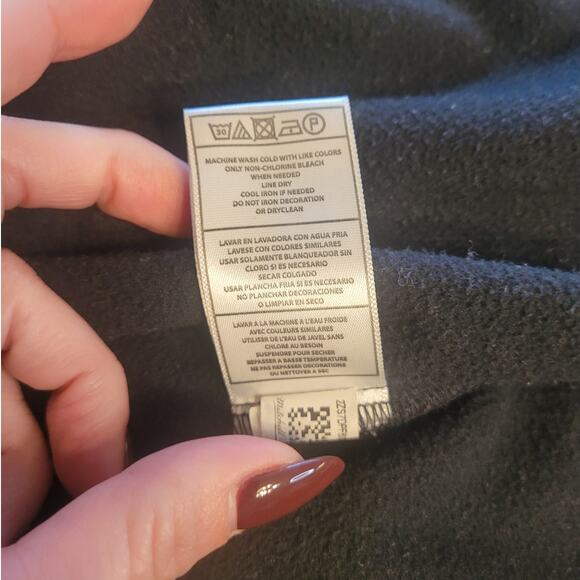 30 P
MACHINE WASH COLD WITH LIKE COLORS
ONLY NON-CHLORINE BLEACH
WHEN NEEDED
LINE DRY
COOL IRON IF NEEDED
DO NOT IRON DECORATION
OR DRYCLEAN
LAVAR EN LAVADORA CON AGUA FRIA
LAVESE CON COLORES SIMILARES
USAR SOLAMENTE BLANQUEADOR SIN
CLORO SI ES NECESARIO
SECAR COLGADO
USAR PLANCHA FRIA SI ES NECESARIO
NO PLANCHAR DECORACIONES
O LIMPIAR EN SECO
LAVAR A LA MACHINE A L'EAU FROIDE
AVEC COULEURS SIMILAIRES
UTILISER DE L'EAU DE JAVEL SANS
CHLORE AU BESOIN
SUSPENDRE POUR SECHER
REPASSER A BASSE TEMPERATURE
NE PAS REPASSER DECORATIONS
OU NETTOYER A SEC